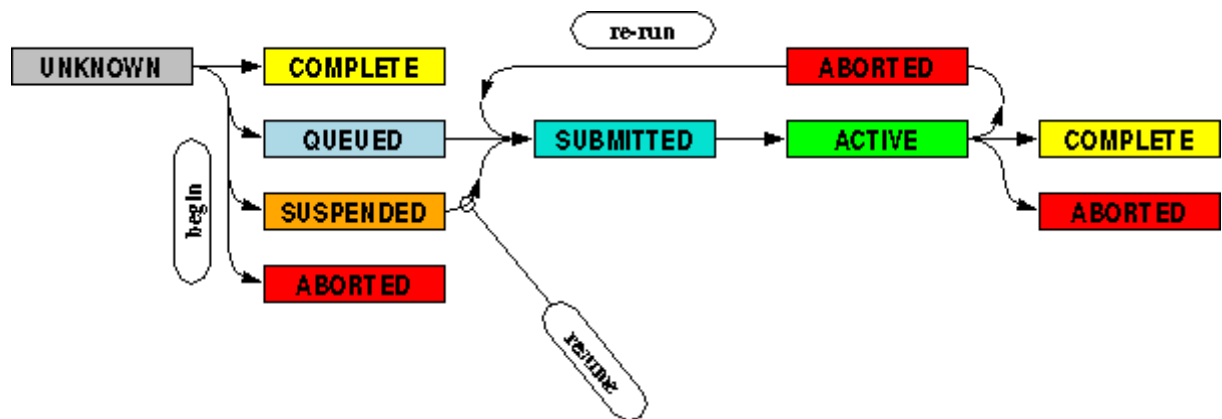 re-run
UNKNOWN
COMPLETE
ABORTED
QUEUED
SUBMITTED
ACTIVE
COMPLETE
begin
SUSPENDED
ABORTED
ABORTED
resume